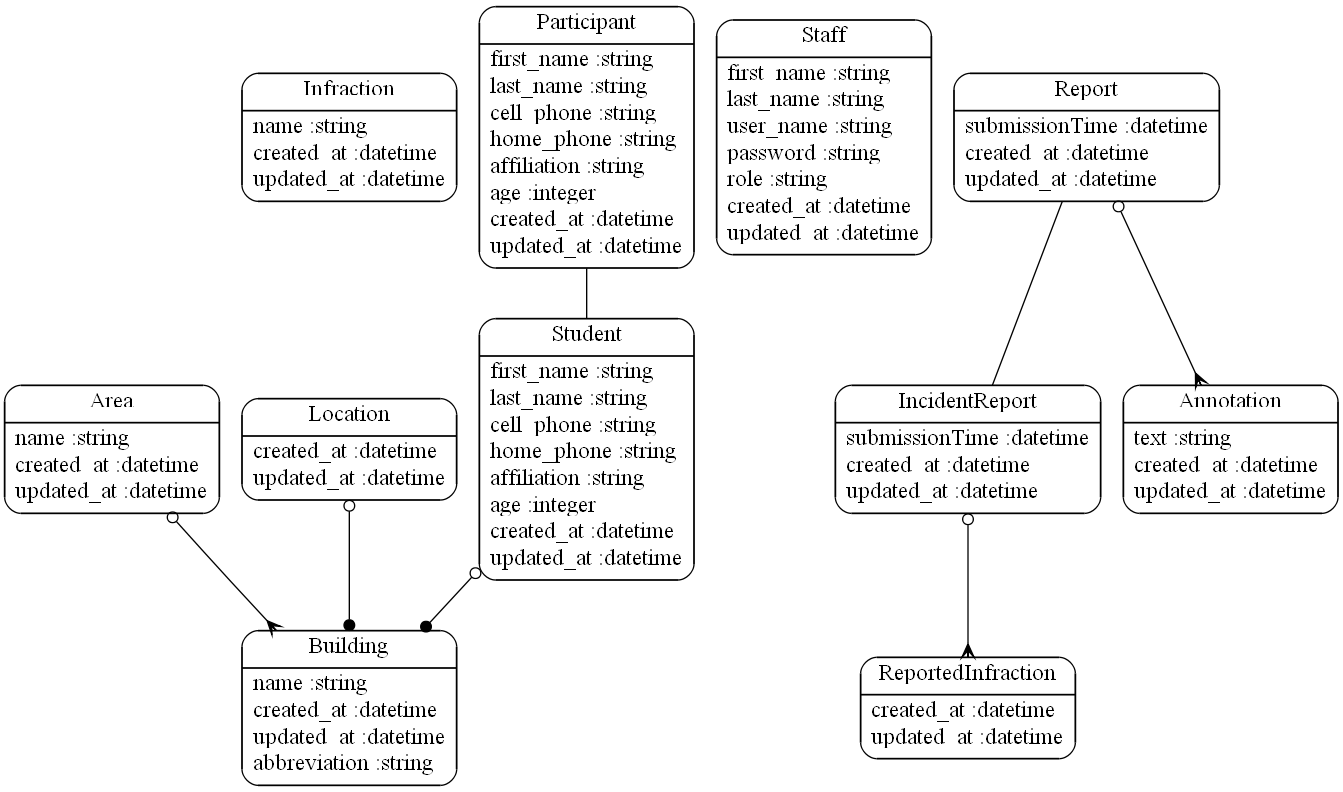 Participant
first_name :string
last_name :string
cell_phone :string
home_phone :string
affiliation :string
age :integer
created_at :datetime
updated_at :datetime
Staff
first_name :string
last_name :string
user_name :string
password :string
role :string
created_at :datetime
updated_at :datetime
Infraction
name :string
created_at :datetime
updated_at :datetime
Report
submissionTime :datetime
created_at :datetime
updated_at :datetime
Student
first_name :string
last_name :string
cell_phone :string
home_phone :string
affiliation :string
age :integer
created_at :datetime
updated_at :datetime
Area
name :string
created_at :datetime
updated_at :datetime
Location
created_at :datetime
updated_at :datetime
IncidentReport
submissionTime :datetime
created_at :datetime
updated_at :datetime
Annotation
text :string
created_at :datetime
updated_at :datetime
Building
name :string
created_at :datetime
updated_at :datetime
abbreviation :string
ReportedInfraction
created_at :datetime
updated_at :datetime